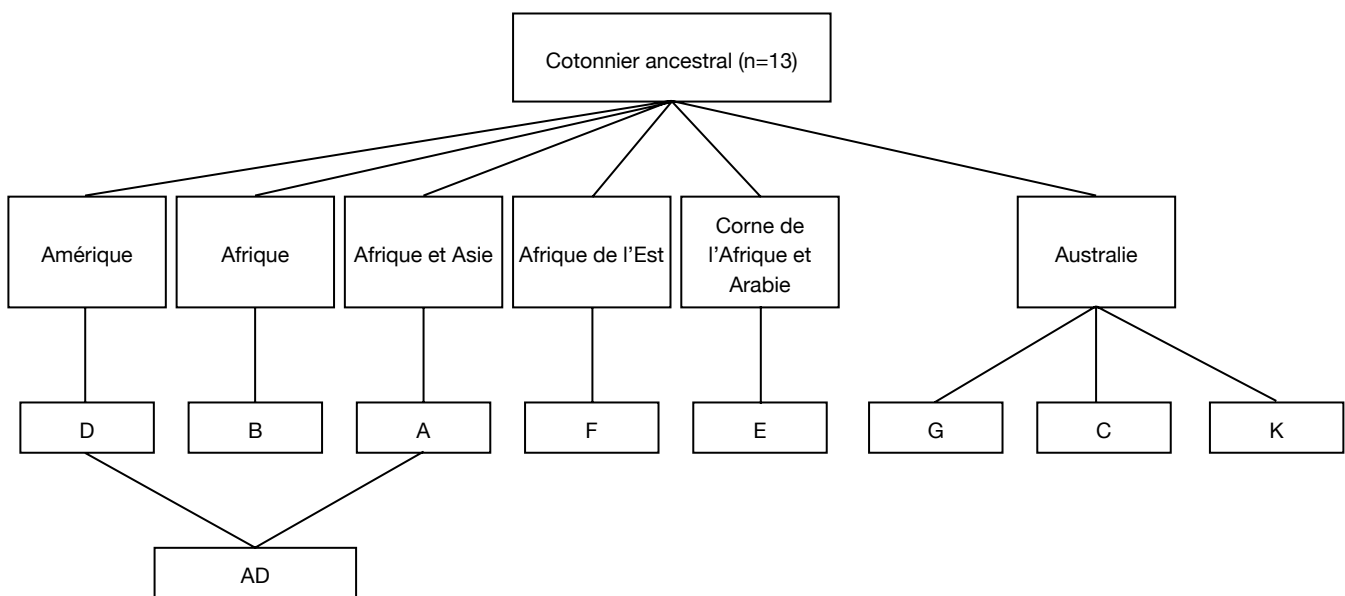 Cotonnier ancestral (n=13)
Amérique
Afrique
Afrique et Asie
Afrique de l’Est
Corne de
l’Afrique et
Arabie
Australie
D
B
A
F
E
G
C
K
AD